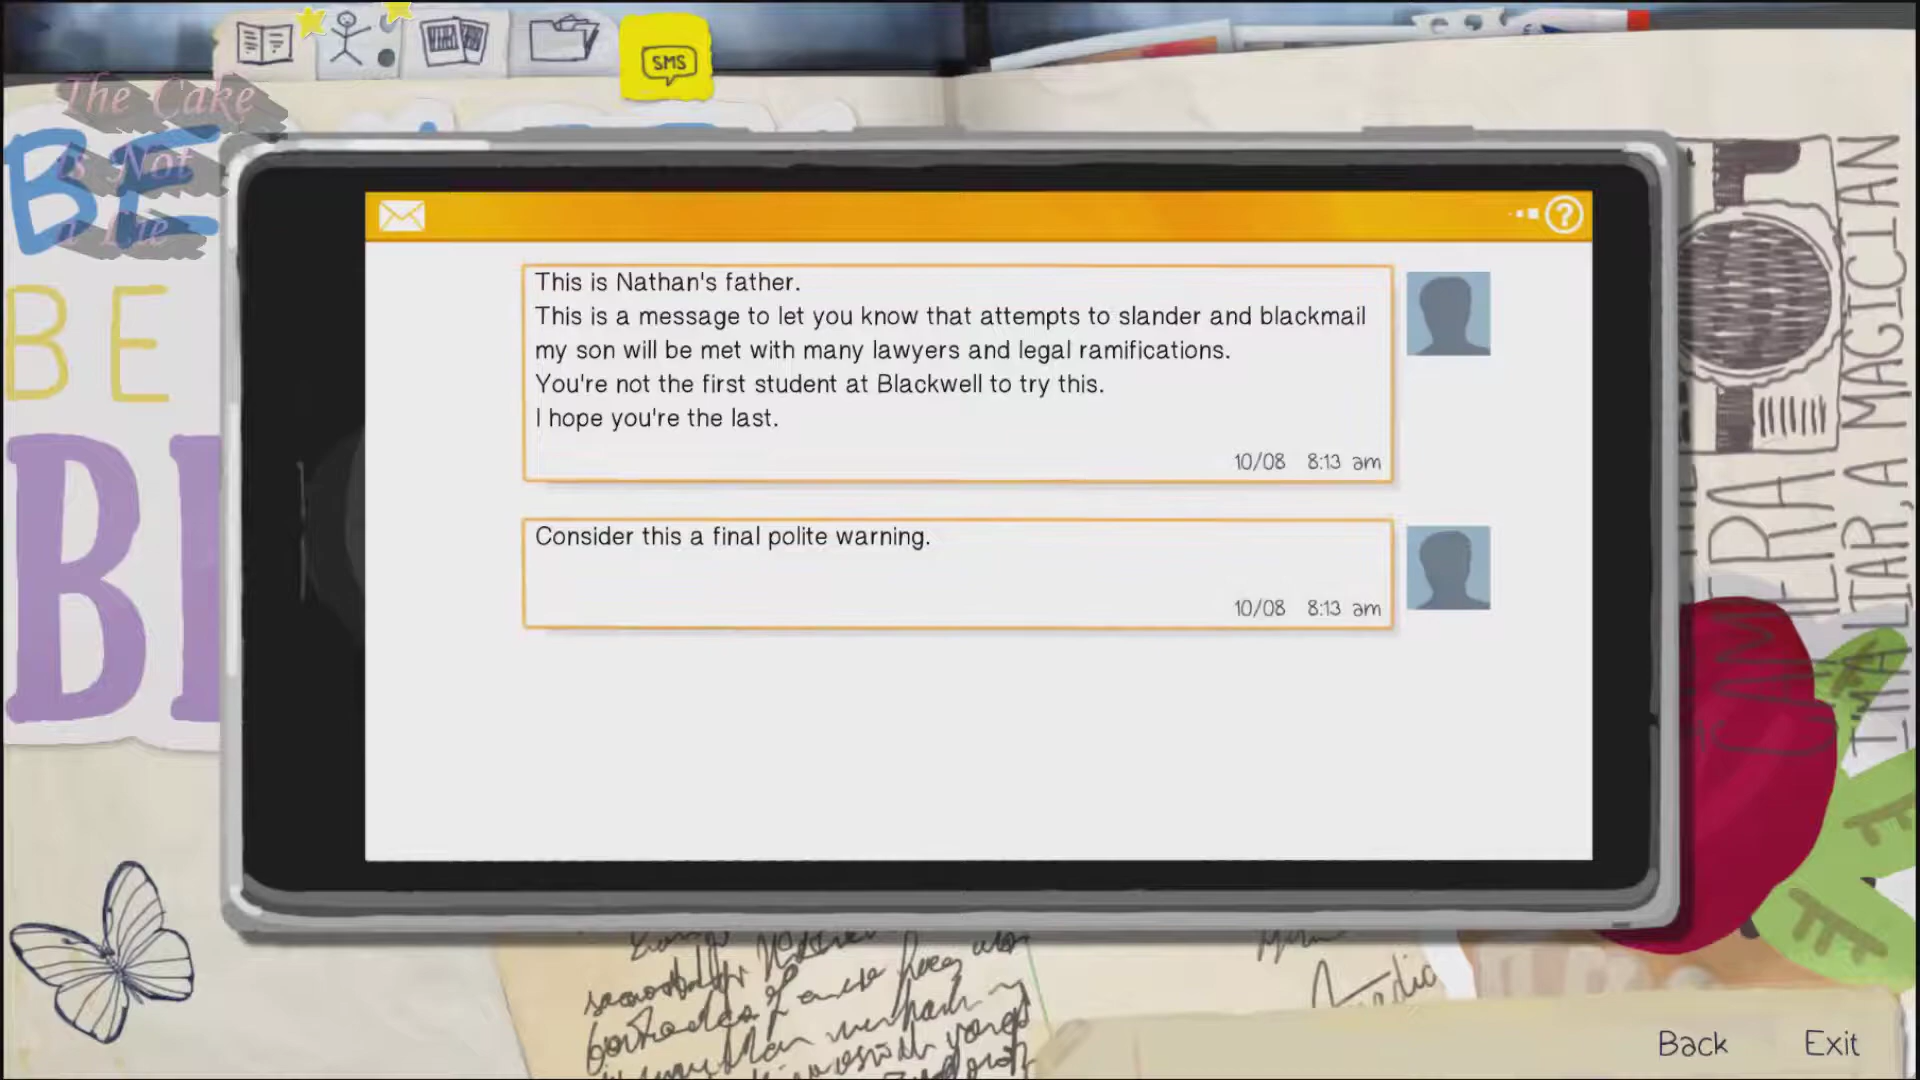 SMS
The Cake
is Not
a Lie
BE
BE
This is Nathan's father.
This is a message to let you know that attempts to slander and blackmail
my son will be met with many lawyers and legal ramifications.
You're not the first student at Blackwell to try this.
I hope you're the last.
10/08 8:13 am
Consider this a final polite warning.
10/08 8:13 am
CAMERA
I'M A LIAR, A MAGICIAN
Back
Exit